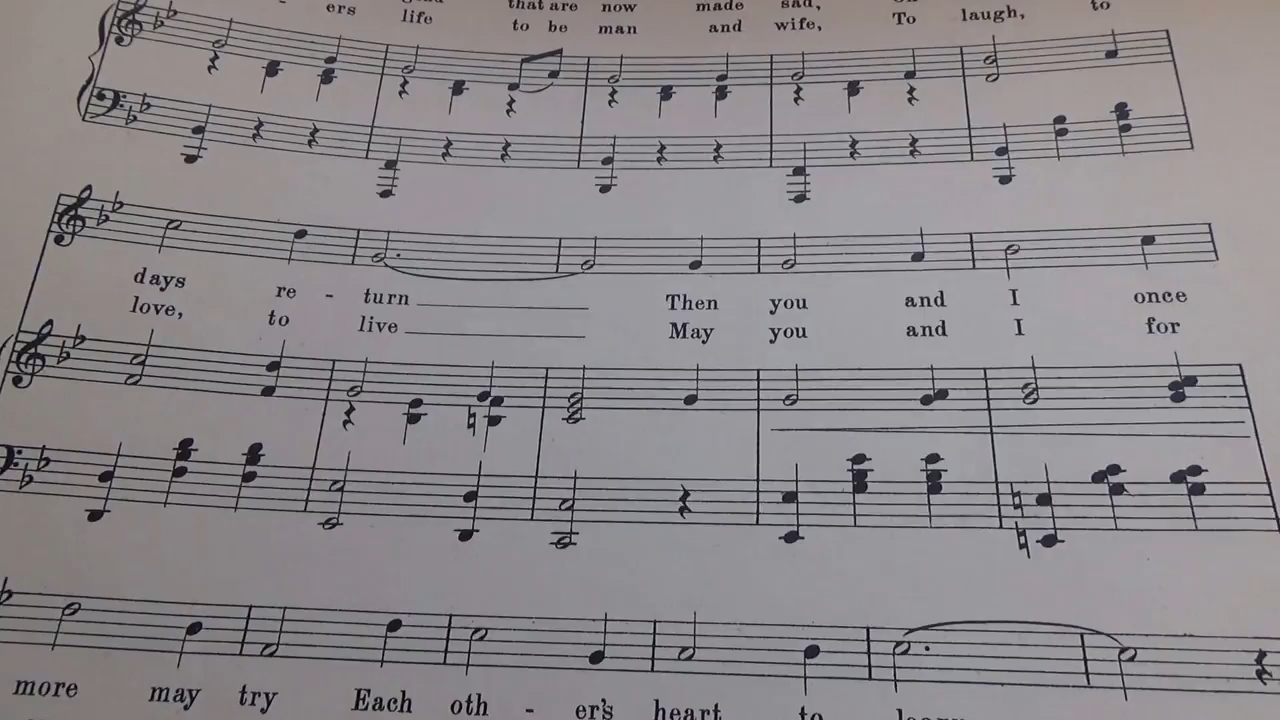 ers that are now made sad,
life to be man and wife, To laugh, to
days re - turn Then you and I once
love, to live May you and I for
more may try Each oth - er's heart to